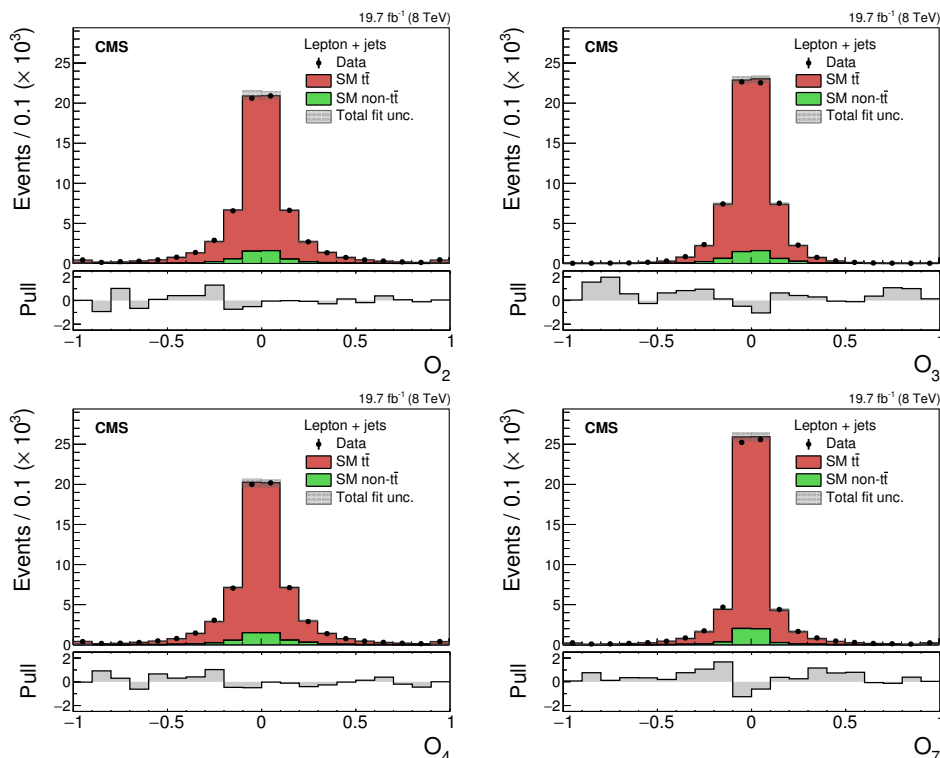 19.7 fb⁻¹ (8 TeV)
CMS
Lepton + jets
Data
SM tt̄
SM non-tt̄
Total fit unc.
Events / 0.1 (× 10³)
25
20
15
10
5
0
Pull
2
0
−2
−1 −0.5 0 0.5 1
O₂
19.7 fb⁻¹ (8 TeV)
CMS
Lepton + jets
Data
SM tt̄
SM non-tt̄
Total fit unc.
Events / 0.1 (× 10³)
25
20
15
10
5
0
Pull
2
0
−2
−1 −0.5 0 0.5 1
O₃
19.7 fb⁻¹ (8 TeV)
CMS
Lepton + jets
Data
SM tt̄
SM non-tt̄
Total fit unc.
Events / 0.1 (× 10³)
25
20
15
10
5
0
Pull
2
0
−2
−1 −0.5 0 0.5 1
O₄
19.7 fb⁻¹ (8 TeV)
CMS
Lepton + jets
Data
SM tt̄
SM non-tt̄
Total fit unc.
Events / 0.1 (× 10³)
25
20
15
10
5
0
Pull
2
0
−2
−1 −0.5 0 0.5 1
O₇